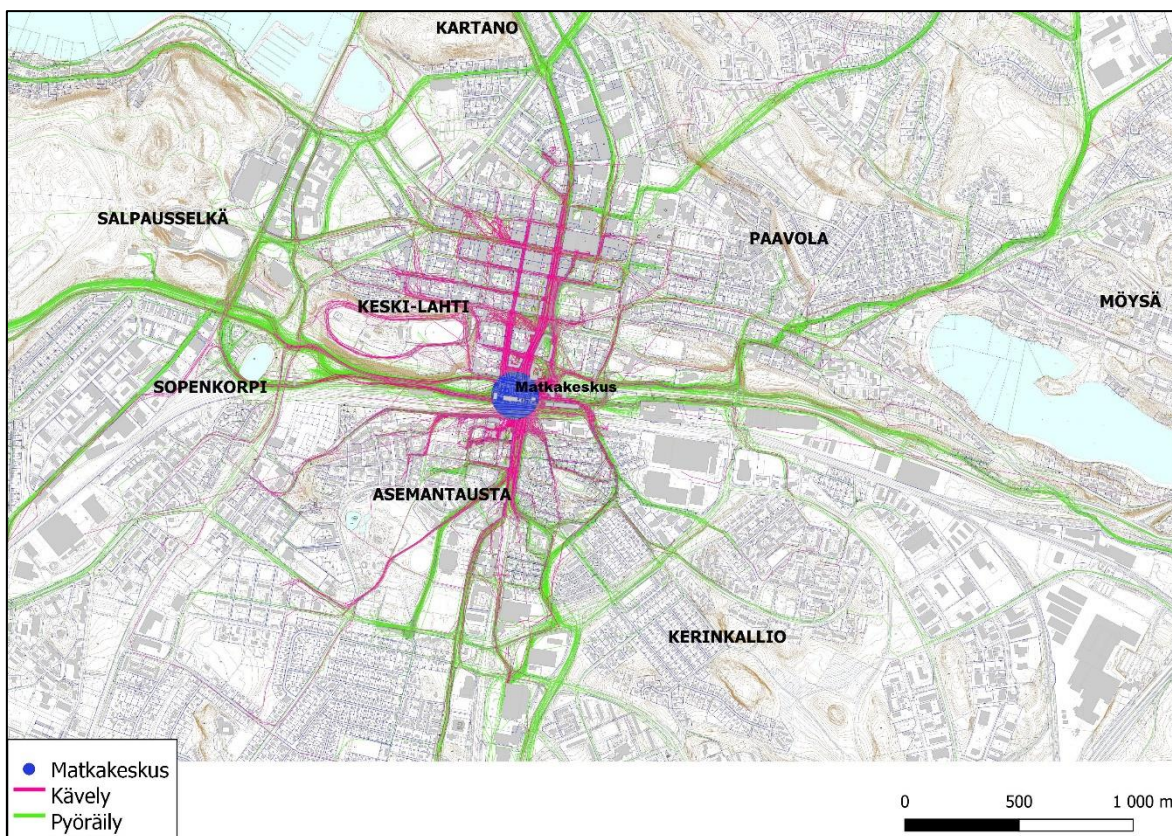 KARTANO
SALPAUSSELKÄ
PAAVOLA
MÖYSÄ
KESKI-LAHTI
SOPENKORPI
Matkakeskus
ASEMANTAUSTA
KERINKALLIO
Matkakeskus
Kävely
Pyöräily
0 500 1 000 m